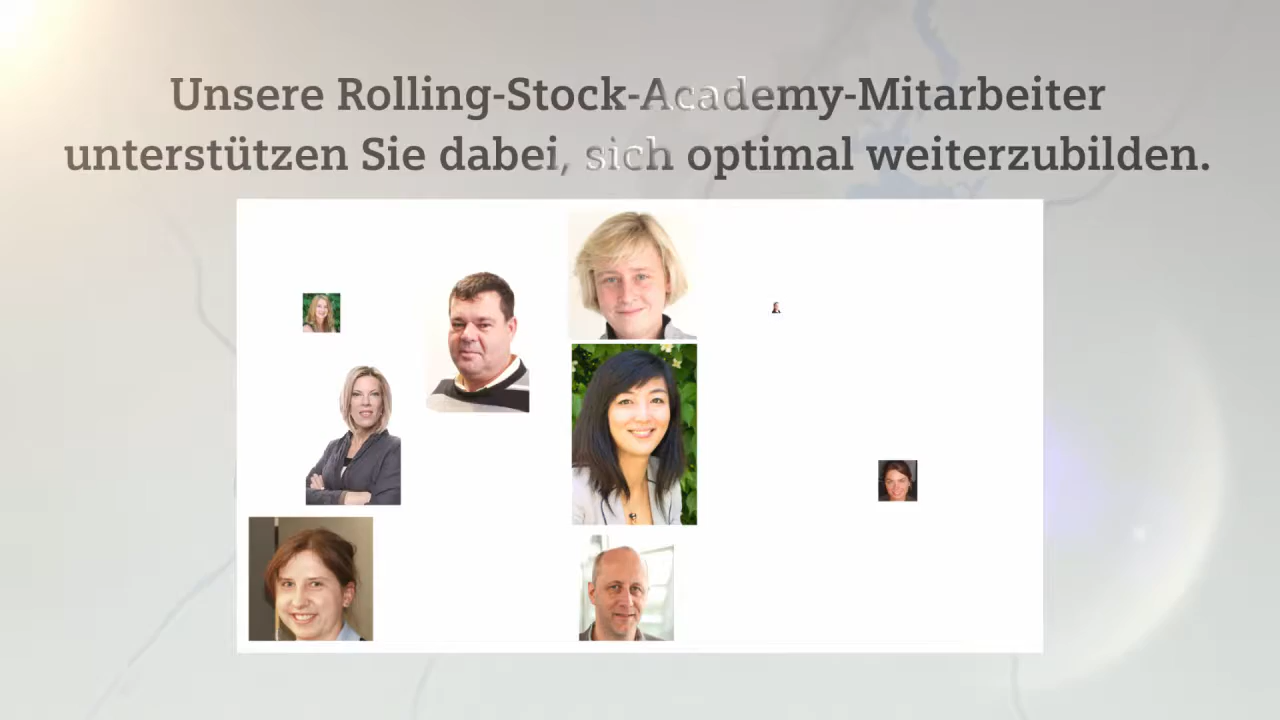 Unsere Rolling-Stock-Academy-Mitarbeiter
unterstützen Sie dabei, sich optimal weiterzubilden.